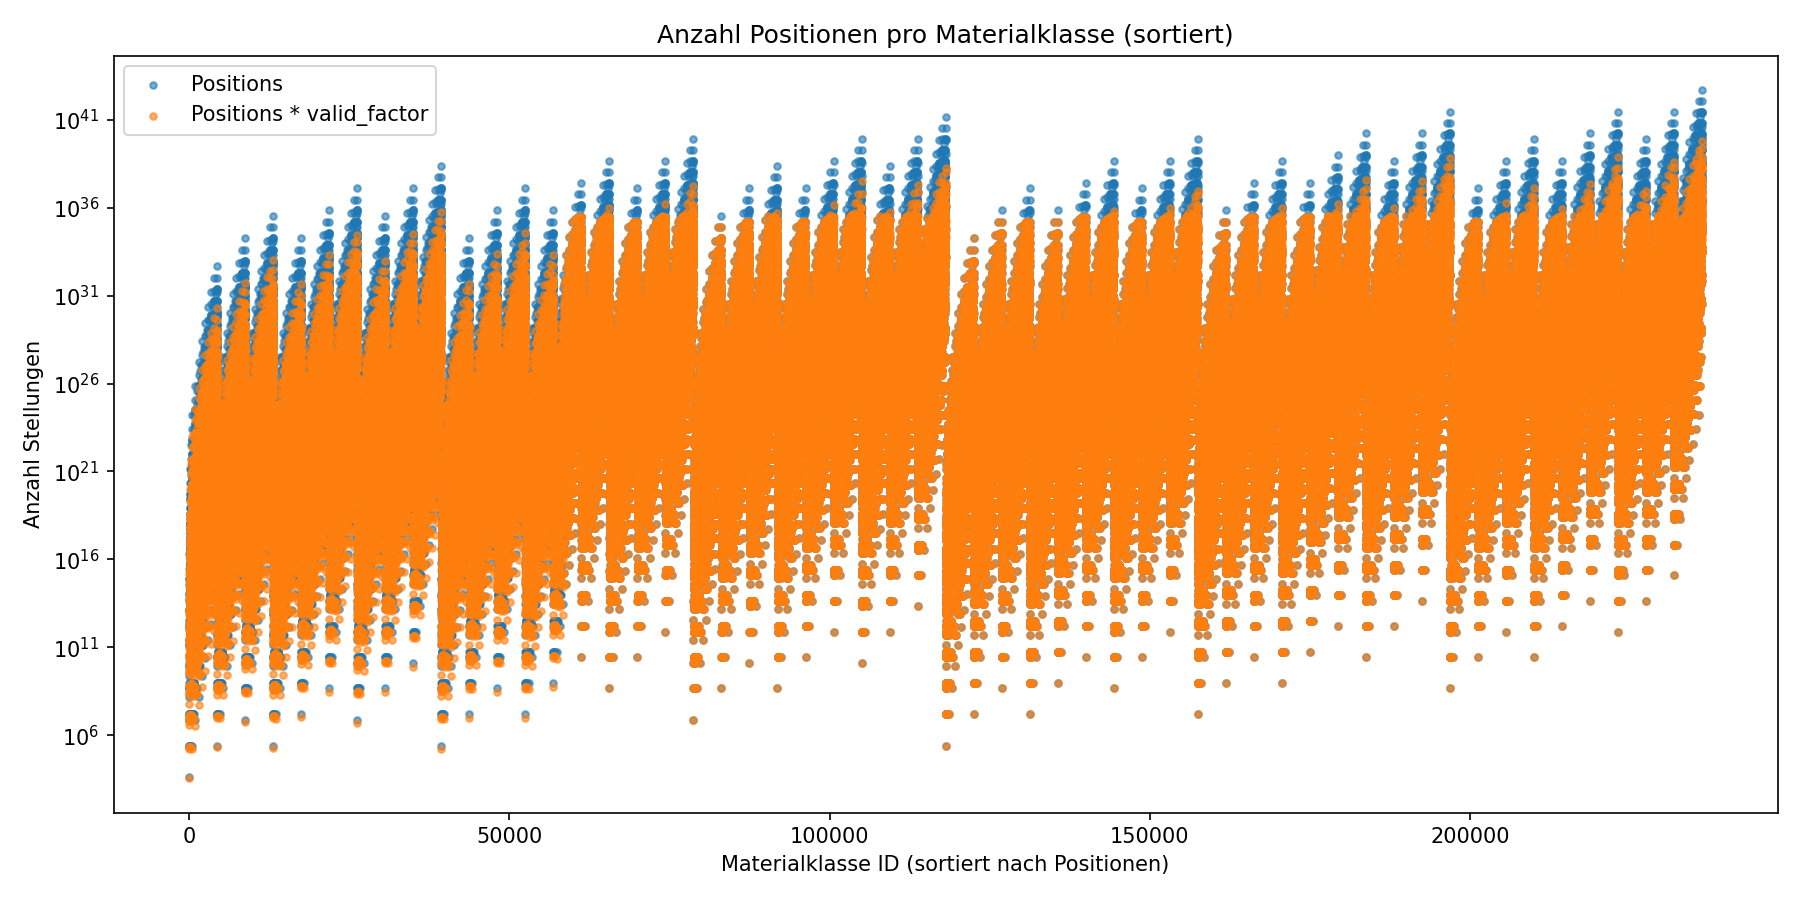 Anzahl Positionen pro Materialklasse (sortiert)
Positions
Positions * valid_factor
10^41
10^36
10^31
10^26
10^21
10^16
10^11
10^6
Anzahl Stellungen
0
50000
100000
150000
200000
Materialklasse ID (sortiert nach Positionen)